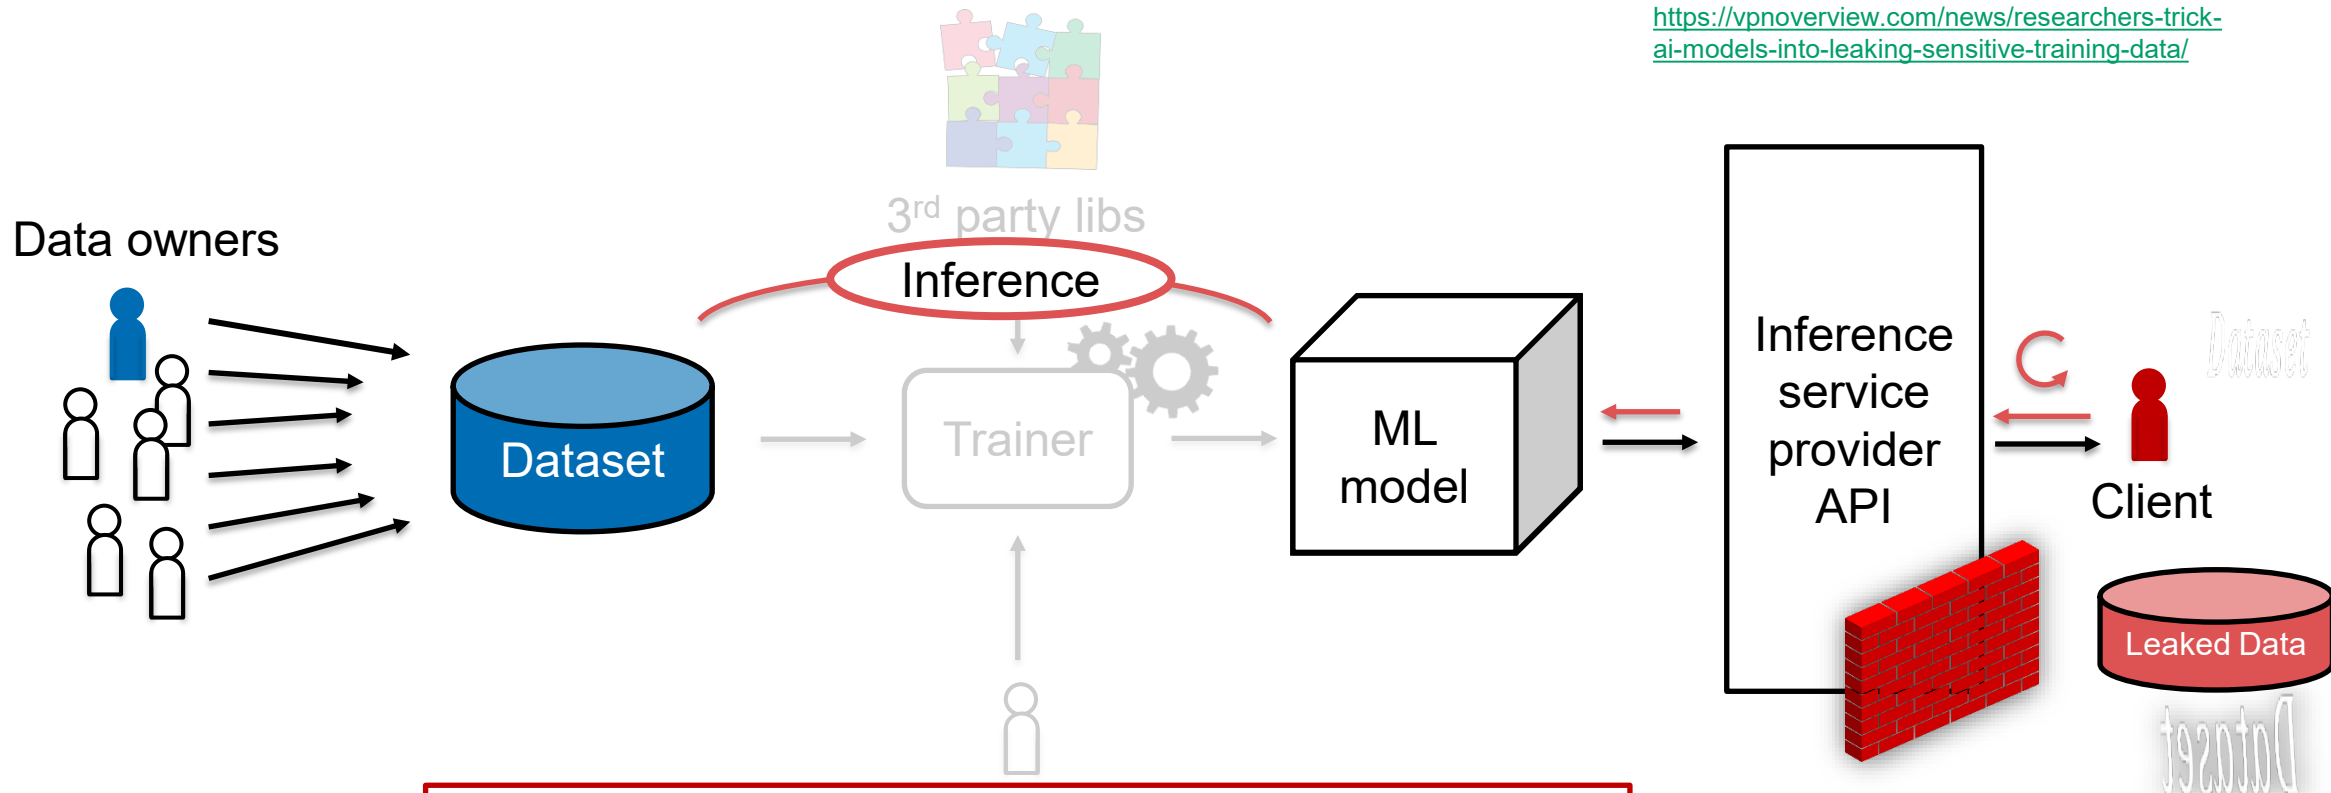 https://vpnoverview.com/news/researchers-trick-
ai-models-into-leaking-sensitive-training-data/
3rd party libs
Data owners
Inference
Dataset
Trainer
ML
model
Inference
service
provider
API
Dataset
Client
Leaked Data
Dataset